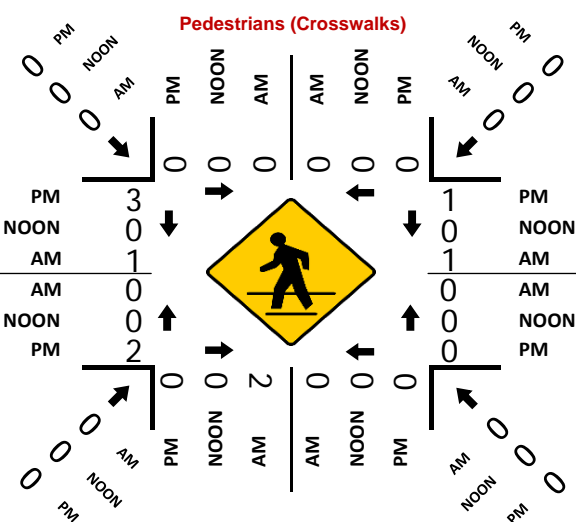 Pedestrians (Crosswalks)
PM NOON AM
0 0 0
PM NOON AM AM NOON PM
0 0 0 0 0 0
PM NOON AM
0 0 0
PM 3
NOON 0
AM 1
AM 0
NOON 0
PM 2
1 PM
0 NOON
1 AM
0 AM
0 NOON
0 PM
0 0 2 0 0 0
PM NOON AM AM NOON PM
0 0 0
AM NOON PM
0 0 0
AM NOON PM